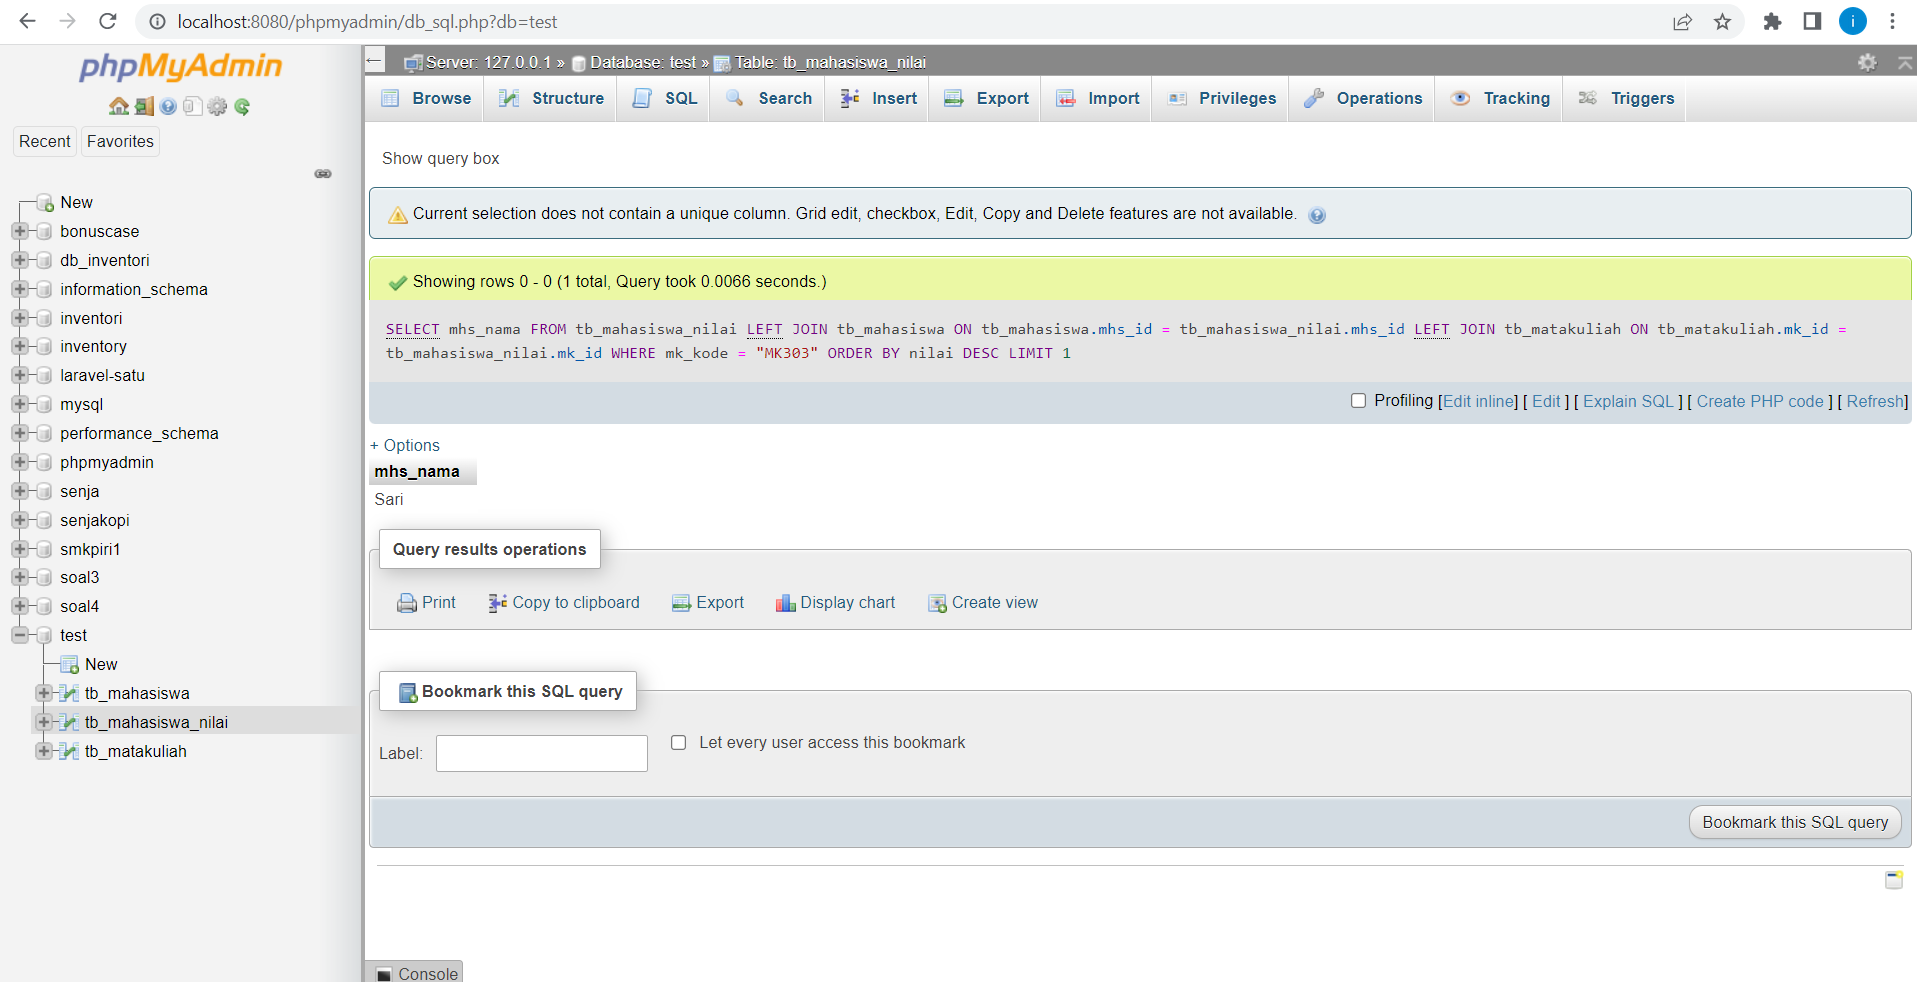 localhost:8080/phpmyadmin/db_sql.php?db=test
i
phpMyAdmin
Recent
Favorites
New
bonuscase
db_inventori
information_schema
inventori
inventory
laravel-satu
mysql
performance_schema
phpmyadmin
senja
senjakopi
smkpiri1
soal3
soal4
test
New
tb_mahasiswa
tb_mahasiswa_nilai
tb_matakuliah
Server: 127.0.0.1 » Database: test » Table: tb_mahasiswa_nilai
Browse Structure SQL Search Insert Export Import Privileges Operations Tracking Triggers
Show query box
Current selection does not contain a unique column. Grid edit, checkbox, Edit, Copy and Delete features are not available.
Showing rows 0 - 0 (1 total, Query took 0.0066 seconds.)
SELECT mhs_nama FROM tb_mahasiswa_nilai LEFT JOIN tb_mahasiswa ON tb_mahasiswa.mhs_id = tb_mahasiswa_nilai.mhs_id LEFT JOIN tb_matakuliah ON tb_matakuliah.mk_id =
tb_mahasiswa_nilai.mk_id WHERE mk_kode = "MK303" ORDER BY nilai DESC LIMIT 1
Profiling [Edit inline] [ Edit ] [ Explain SQL ] [ Create PHP code ] [ Refresh]
+ Options
mhs_nama
Sari
Query results operations
Print Copy to clipboard Export Display chart Create view
Bookmark this SQL query
Label:
Let every user access this bookmark
Bookmark this SQL query
Console